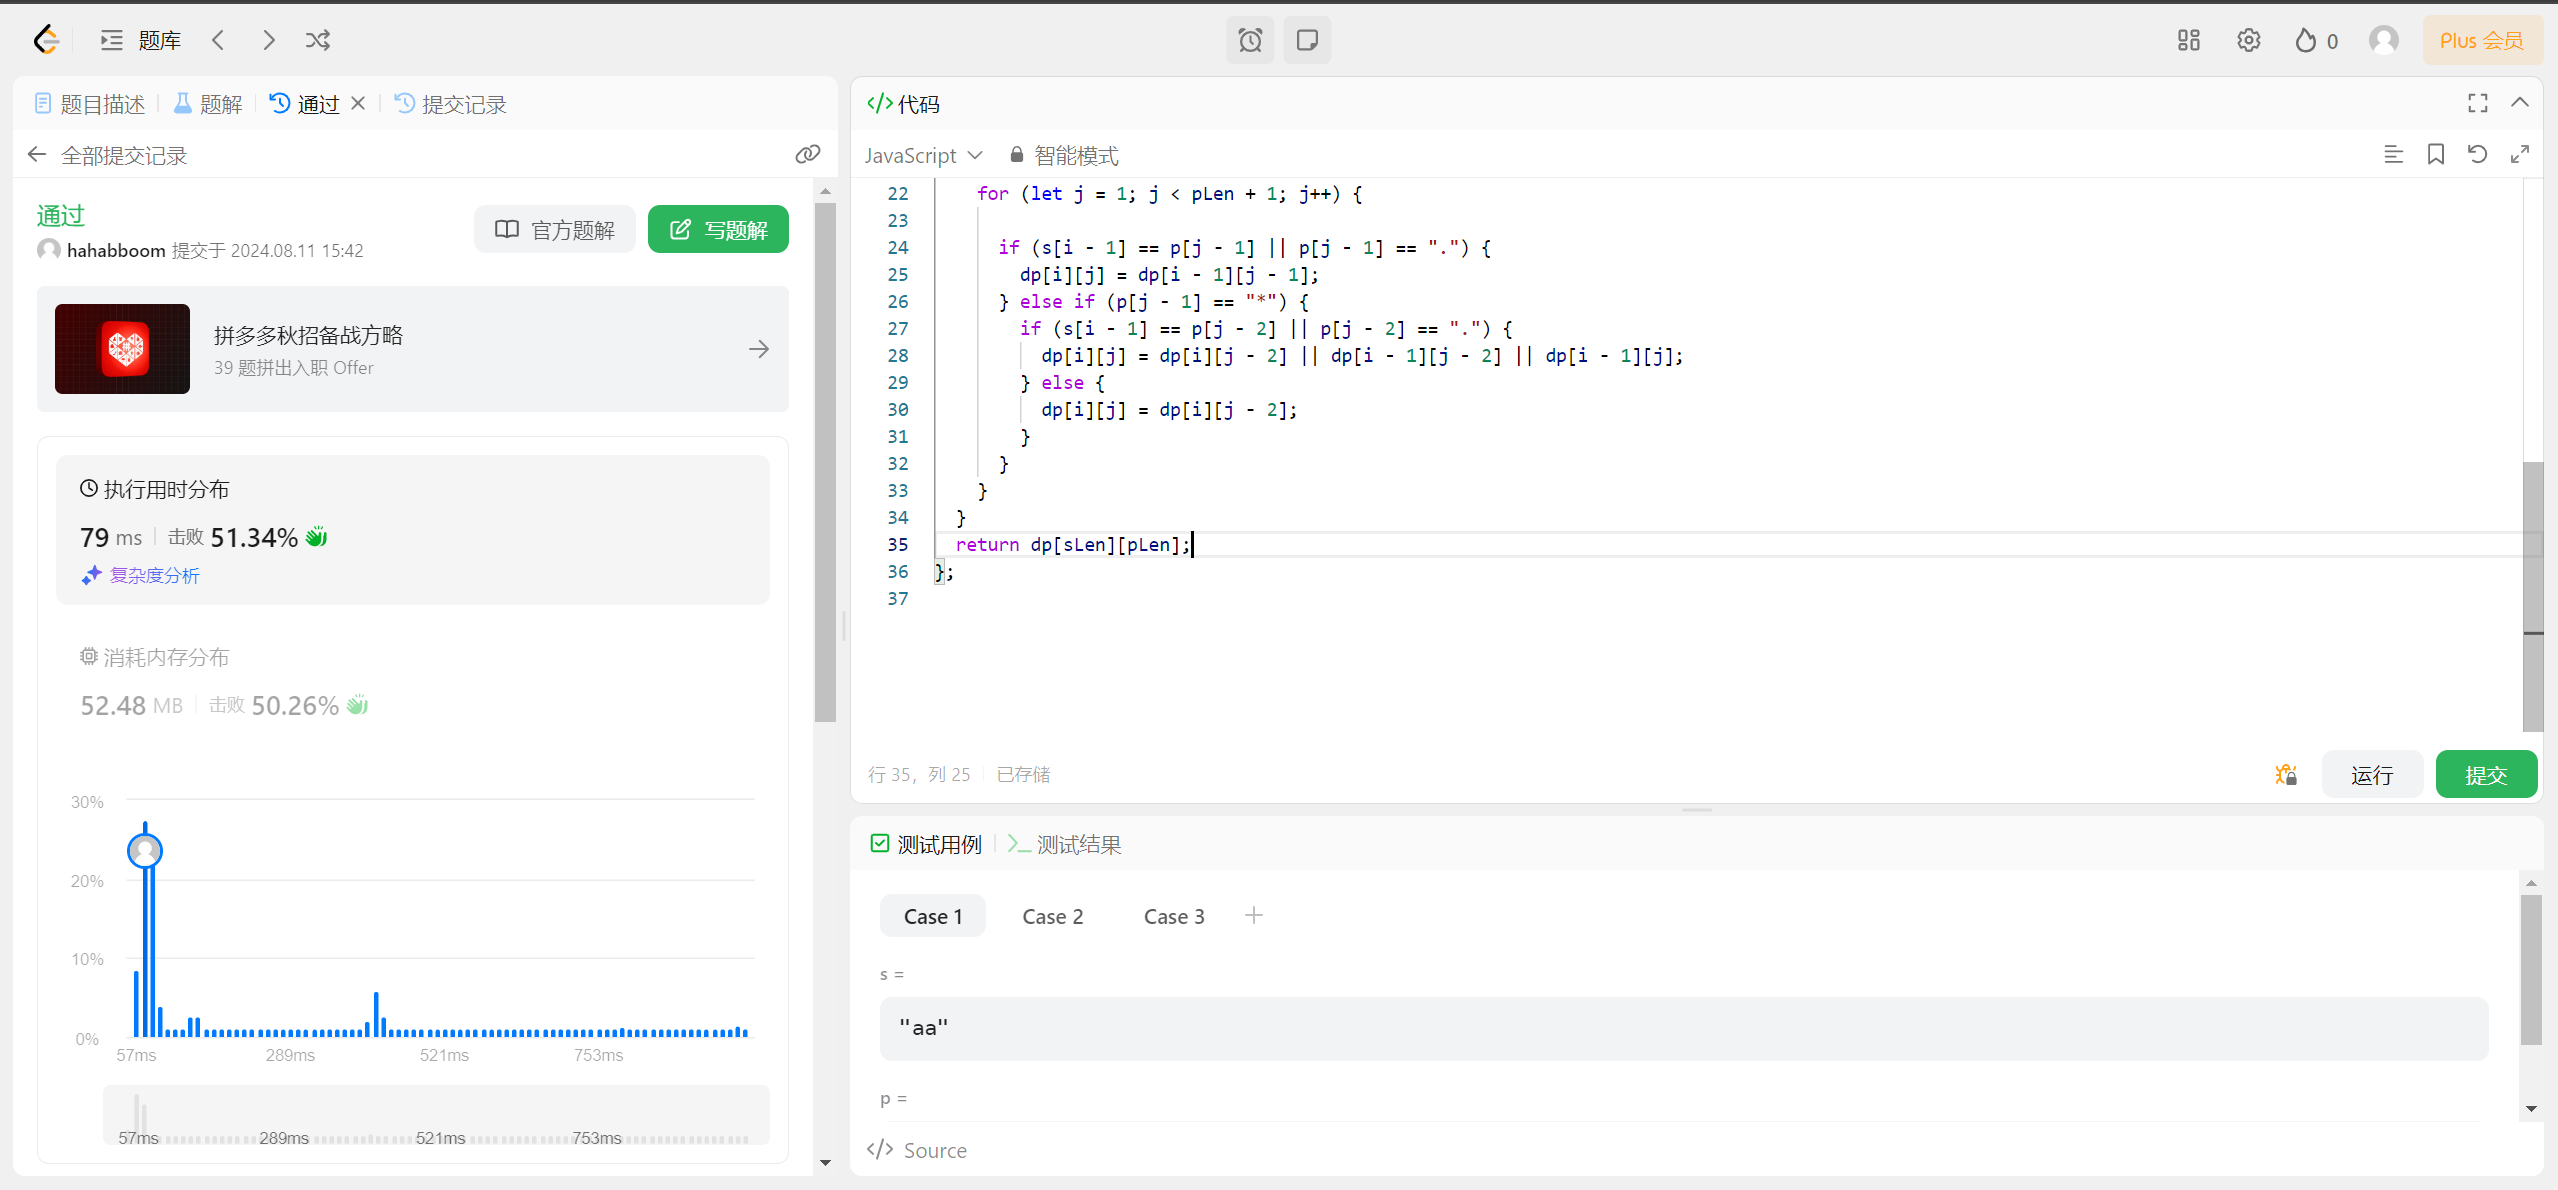 题库
0
Plus 会员
题目描述
题解
通过
提交记录
全部提交记录
通过
hahabboom 提交于 2024.08.11 15:42
官方题解
写题解
拼多多秋招备战方略
39 题拼出入职 Offer
执行用时分布
79 ms
击败 51.34%
复杂度分析
消耗内存分布
52.48 MB
击败 50.26%
30%
20%
10%
0%
57ms 289ms 521ms 753ms
57ms 289ms 521ms 753ms
</> 代码
JavaScript
智能模式
22 for (let j = 1; j < pLen + 1; j++) {
23
24 if (s[i - 1] == p[j - 1] || p[j - 1] == ".") {
25 dp[i][j] = dp[i - 1][j - 1];
26 } else if (p[j - 1] == "*") {
27 if (s[i - 1] == p[j - 2] || p[j - 2] == ".") {
28 dp[i][j] = dp[i][j - 2] || dp[i - 1][j - 2] || dp[i - 1][j];
29 } else {
30 dp[i][j] = dp[i][j - 2];
31 }
32 }
33 }
34 }
35 return dp[sLen][pLen];
36 };
37
行 35，列 25
已存储
运行
提交
测试用例
测试结果
Case 1
Case 2
Case 3
s =
"aa"
p =
</> Source